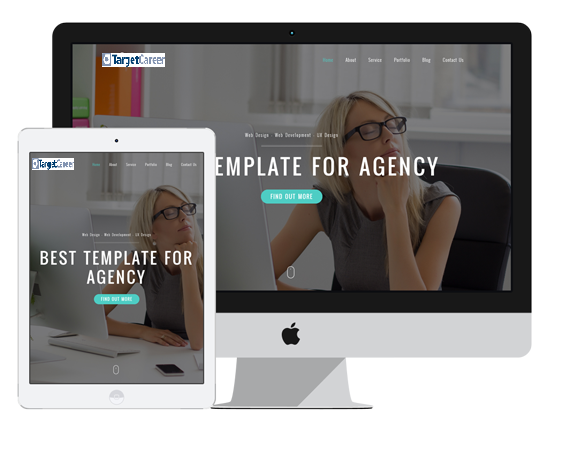 TargetCareer
Home About Service Portfolio Blog Contact Us
Web Design . Web Development . UX Design
EMPLATE FOR AGENCY
FIND OUT MORE
TargetCareer
Home About Service Portfolio Blog Contact Us
Web Design . Web Development . UX Design
BEST TEMPLATE FOR
AGENCY
FIND OUT MORE